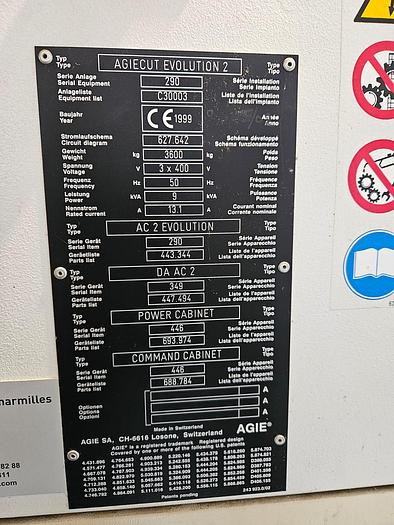 Typ
Type
AGIECUT EVOLUTION 2
Type
Tipo
Serie Anlage
Serial Equipment
290
Série Installation
Serie Impianto
Anlageliste
Equipment list
C30003
Liste de l'installation
Lista dell'impianto
Baujahr
Year
CE 1999
Année
Anno
Stromlaufschema
Circuit diagram
627.642
Schéma développé
Schema funzionamento
Gewicht
Weight
kg
3600
kg
Poids
Peso
Spannung
Voltage
V
3 x 400
V
Tension
Tensione
Frequenz
Frequency
Hz
50
Hz
Fréquence
Frequenza
Leistung
Power
kVA
9
kVA
Puissance
Potenza
Nennstrom
Rated current
A
13.1
A
Courant nominal
Corrente nominale
Typ
Type
AC 2 EVOLUTION
Type
Tipo
Serie Gerät
Serial Item
290
Série Appareil
Serie Apparecchio
Geräteliste
Parts list
443.344
Liste de l'appareil
Lista dell'apparecchio
Typ
Type
DA AC 2
Type
Tipo
Serie Gerät
Serial Item
349
Série Appareil
Serie Apparecchio
Geräteliste
Parts list
447.494
Liste de l'appareil
Lista dell'apparecchio
Typ
Type
POWER CABINET
Type
Tipo
Serie Gerät
Serial Item
446
Série Appareil
Serie Apparecchio
Geräteliste
Parts list
693.974
Liste de l'appareil
Lista dell'apparecchio
Typ
Type
COMMAND CABINET
Type
Tipo
Serie Gerät
Serial Item
446
Série Appareil
Serie Apparecchio
Geräteliste
Parts list
688.784
Liste de l'appareil
Lista dell'apparecchio
Optionen
Options
Opzioni
Made in Switzerland
AGIE SA, CH-6616 Losone, Switzerland
AGIE®
AGIE® is a registered trademark Registered design
Covered by one or more of the following U.S. patents
Patents pending
armilles
82 88